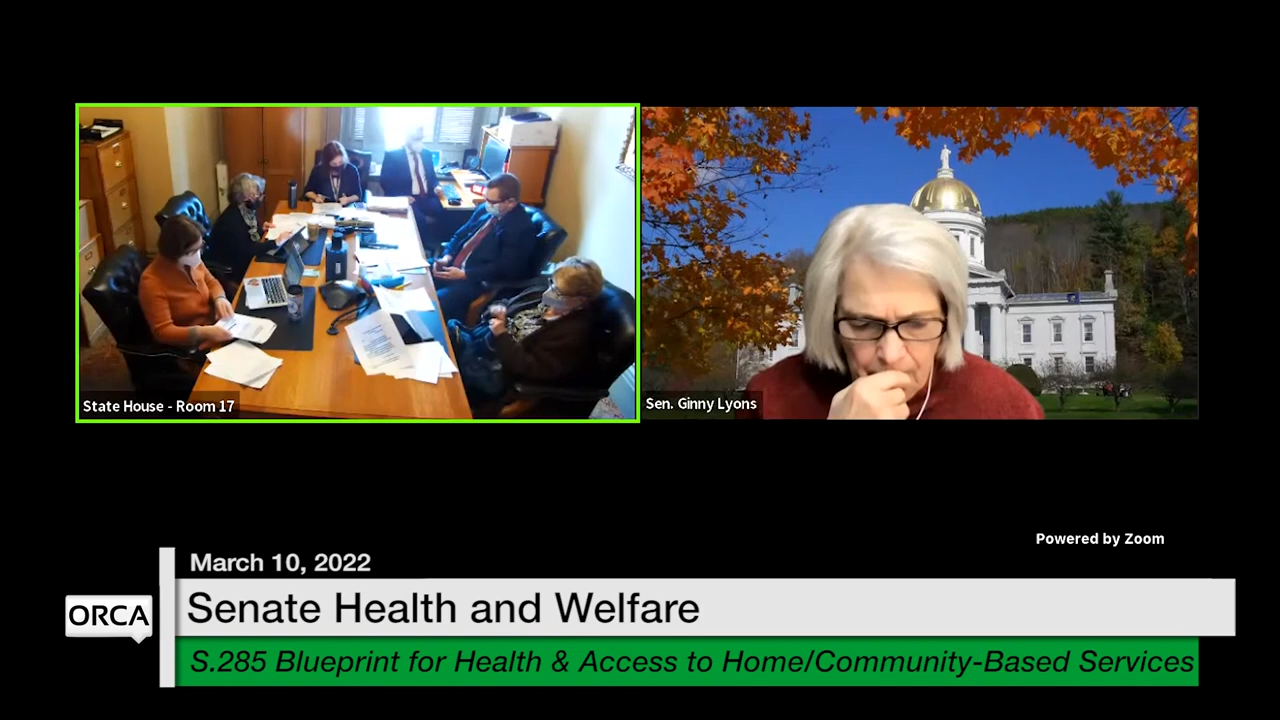 State House - Room 17
Sen. Ginny Lyons
Powered by Zoom
March 10, 2022
ORCA
Senate Health and Welfare
S.285 Blueprint for Health & Access to Home/Community-Based Services